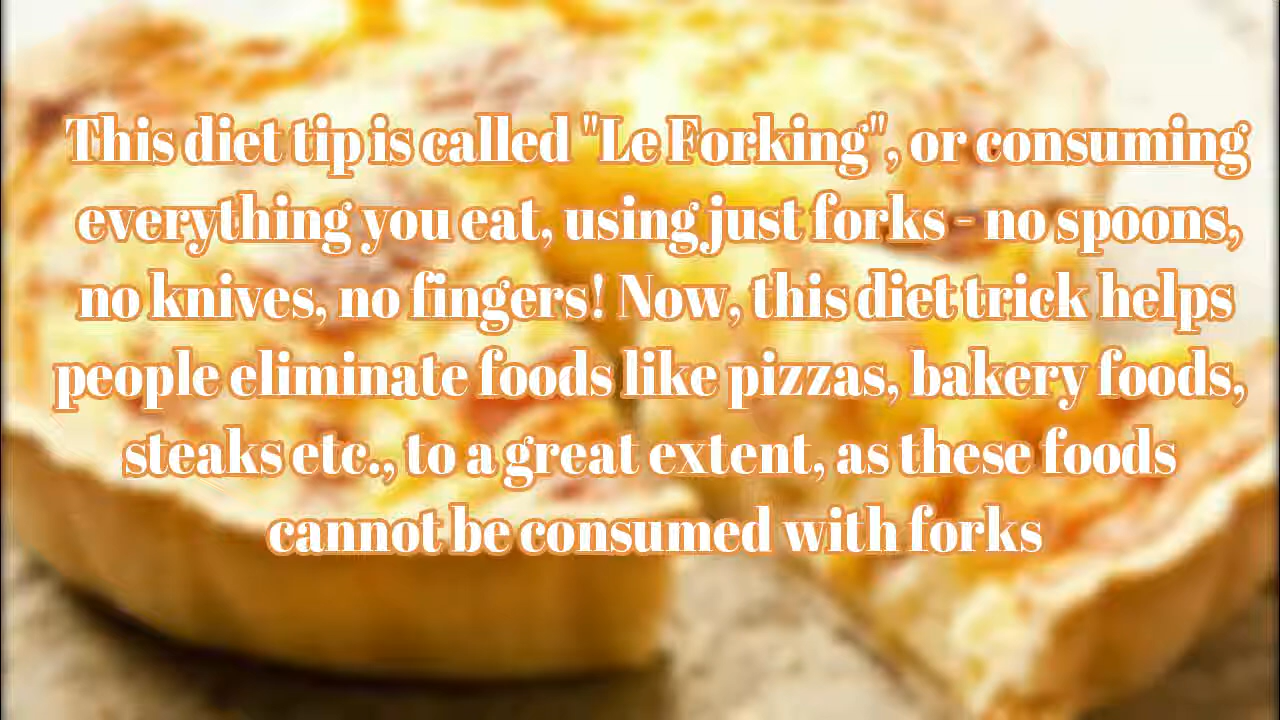 This diet tip is called "Le Forking", or consuming
everything you eat, using just forks - no spoons,
no knives, no fingers! Now, this diet trick helps
people eliminate foods like pizzas, bakery foods,
steaks etc., to a great extent, as these foods
cannot be consumed with forks